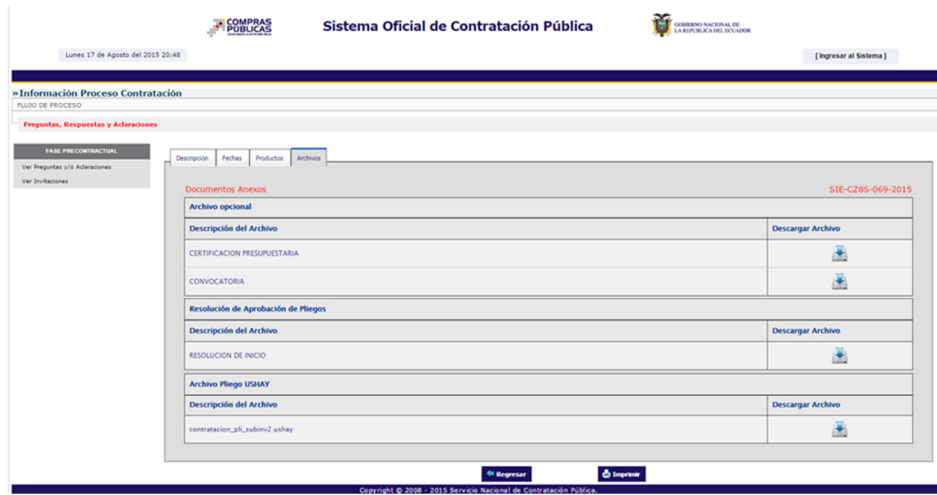 COMPRAS
PÚBLICAS
Sistema Oficial de Contratación Pública
GOBIERNO NACIONAL DE
LA REPUBLICA DEL ECUADOR
Lunes 17 de Agosto del 2015 20:48
[ Ingresar al Sistema ]
»Información Proceso Contratación
FLUJO DE PROCESO
Preguntas, Respuestas y Aclaraciones
FASE PRECONTRACTUAL
Ver Preguntas y/ó Aclaraciones
Ver Invitaciones
Descripción Fechas Productos Archivos
Documentos Anexos SIE-CZ8S-069-2015
Archivo opcional
Descripción del Archivo Descargar Archivo
CERTIFICACION PRESUPUESTARIA
CONVOCATORIA
Resolución de Aprobación de Pliegos
Descripción del Archivo Descargar Archivo
RESOLUCION DE INICIO
Archivo Pliego USHAY
Descripción del Archivo Descargar Archivo
contratacion_pli_subinv2.ushay
Regresar Imprimir
Copyright © 2008 - 2015 Servicio Nacional de Contratación Pública.